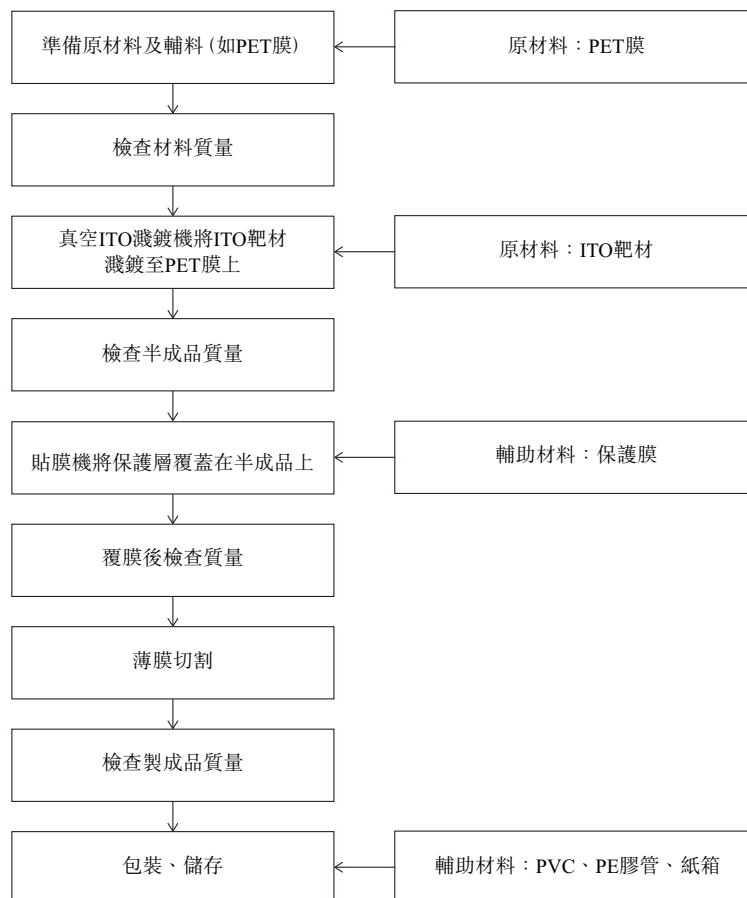 準備原材料及輔料(如PET膜)
原材料：PET膜
檢查材料質量
真空ITO濺鍍機將ITO靶材
濺鍍至PET膜上
原材料：ITO靶材
檢查半成品質量
貼膜機將保護層覆蓋在半成品上
輔助材料：保護膜
覆膜後檢查質量
薄膜切割
檢查製成品質量
包裝、儲存
輔助材料：PVC、PE膠管、紙箱